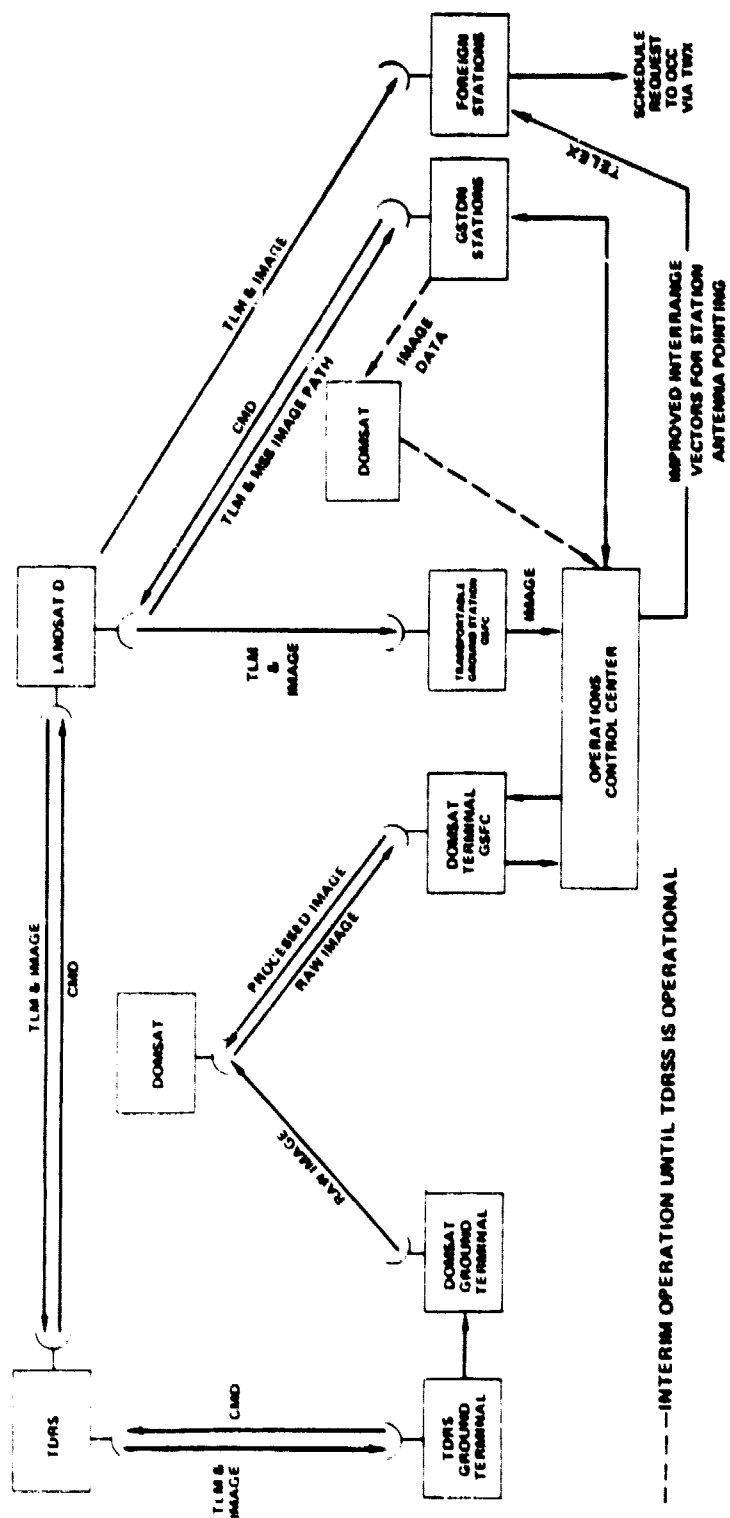 TDRS
TLM & IMAGE
CMD
LANDSAT D
TLM &
IMAGE
CMD
TDRS
GROUND
TERMINAL
DOMSAT
GROUND
TERMINAL
RAW IMAGE
DOMSAT
PROCESSED IMAGE
RAW IMAGE
DOMSAT
TERMINAL
GSFC
TLM
&
IMAGE
TRANSPORTABLE
GROUND STATION
GSFC
IMAGE
OPERATIONS
CONTROL CENTER
DOMSAT
IMAGE
DATA
CMD
TLM & MSS IMAGE PATH
TLM & IMAGE
GSTDN
STATIONS
FOREIGN
STATIONS
TELEX
SCHEDULE
REQUEST
TO OCC
VIA TWX
IMPROVED INTERRANGE
VECTORS FOR STATION
ANTENNA POINTING
– – – –INTERIM OPERATION UNTIL TDRSS IS OPERATIONAL